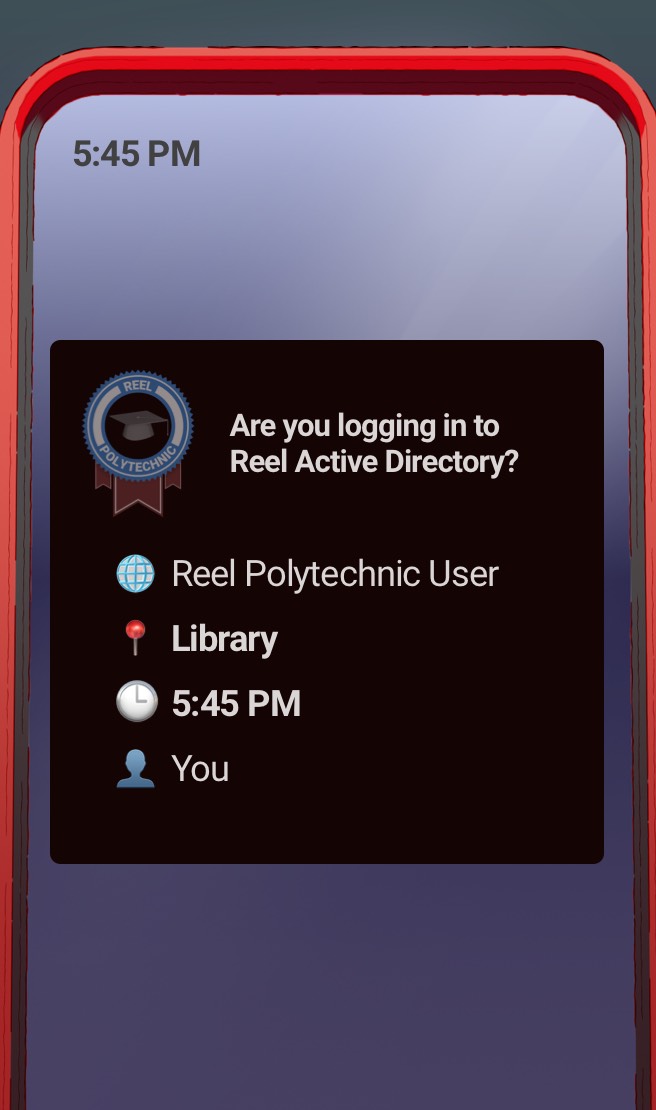 5:45 PM
REEL
POLYTECHNIC
Are you logging in to
Reel Active Directory?
Reel Polytechnic User
Library
5:45 PM
You